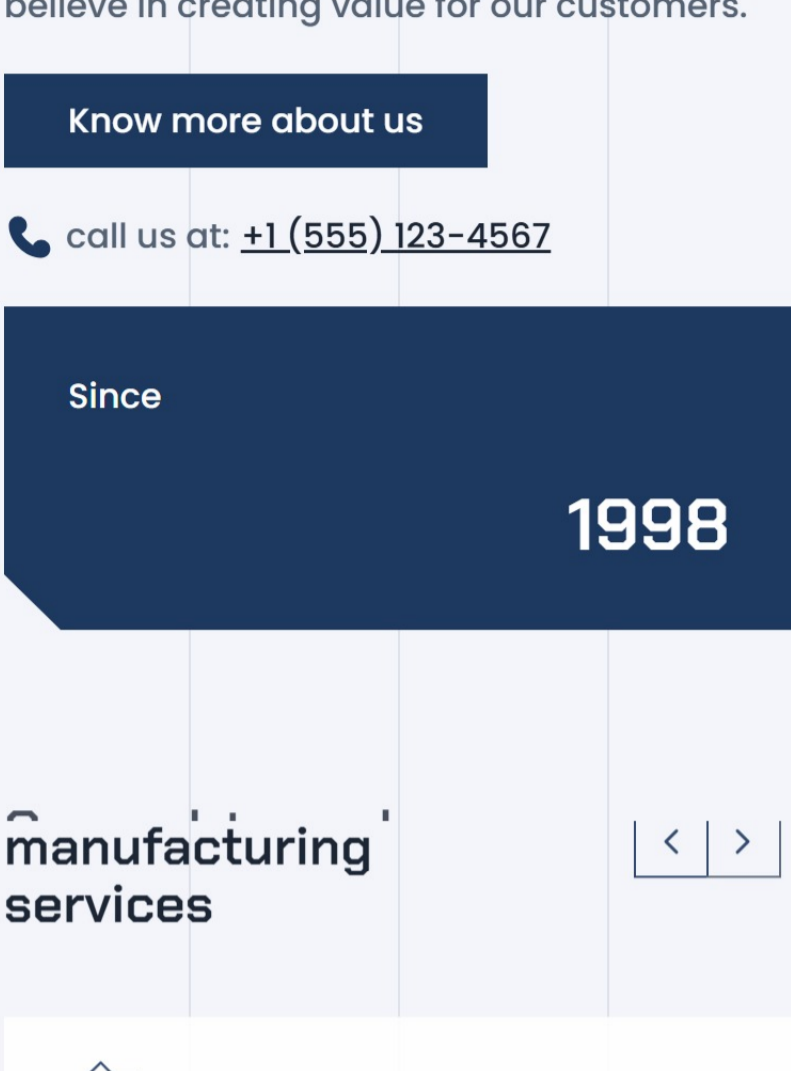 believe in creating value for our customers.
Know more about us
call us at: +1 (555) 123-4567
Since
1998
manufacturing
services